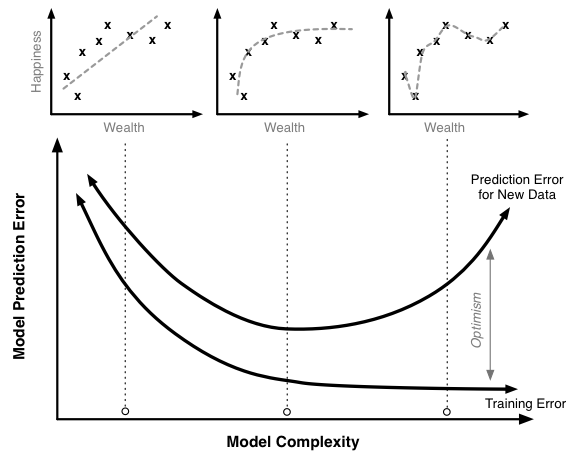 Happiness
Wealth
Wealth
Wealth
Prediction Error
for New Data
Model Prediction Error
Optimism
Training Error
Model Complexity